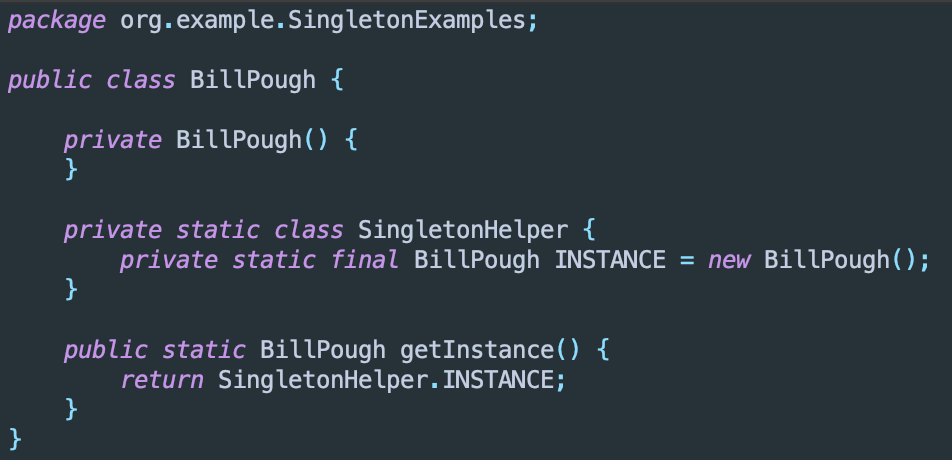 package org.example.SingletonExamples;
public class BillPough {
private BillPough() {
}
private static class SingletonHelper {
private static final BillPough INSTANCE = new BillPough();
}
public static BillPough getInstance() {
return SingletonHelper.INSTANCE;
}
}